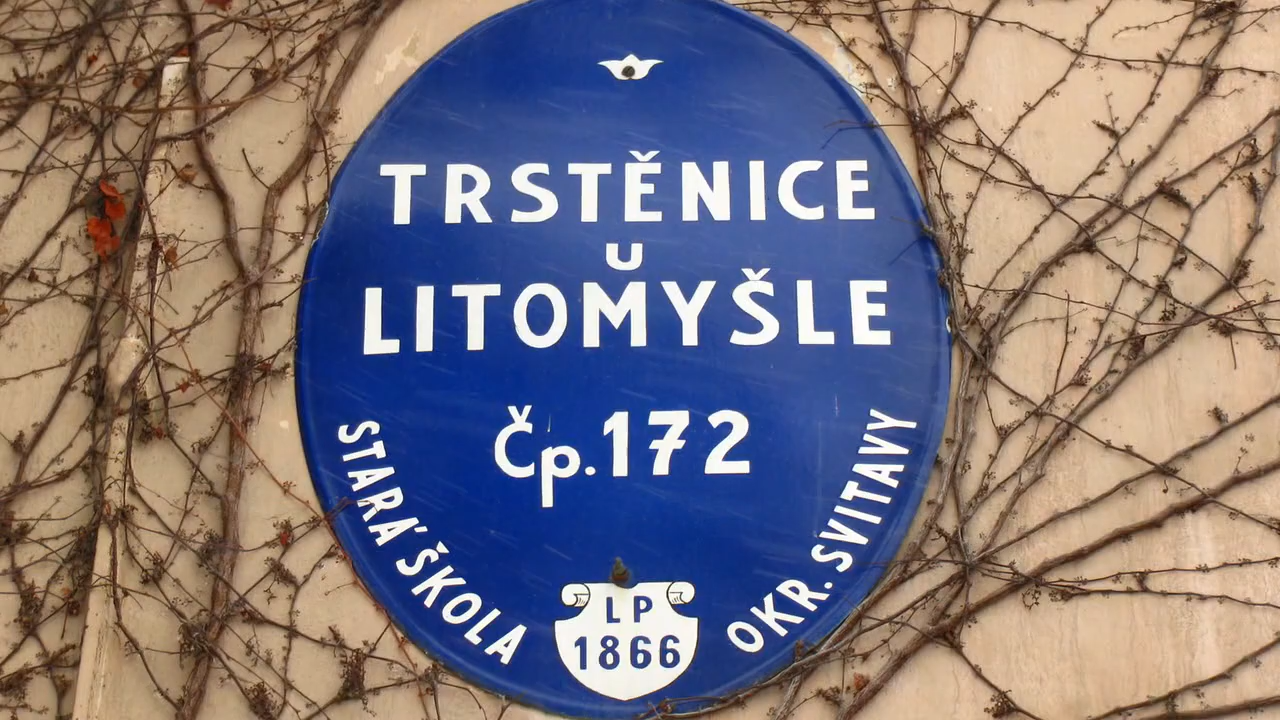 TRSTĚNICE
u
LITOMYŠLE
Čp. 172
STARÁ ŠKOLA
OKR. SVITAVY
LP
1866